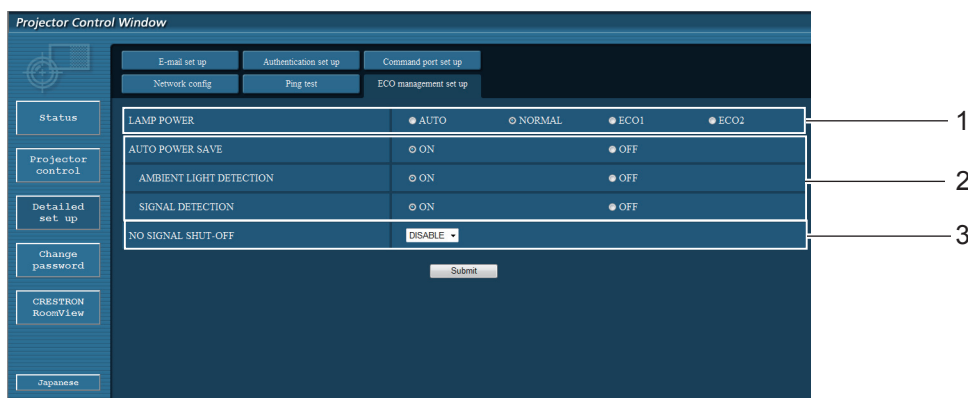 Projector Control Window
E-mail set up
Authentication set up
Command port set up
Network config
Ping test
ECO management set up
Status
Projector
control
Detailed
set up
Change
password
CRESTRON
RoomView
Japanese
LAMP POWER AUTO NORMAL ECO1 ECO2
1
AUTO POWER SAVE ON OFF
AMBIENT LIGHT DETECTION ON OFF
2
SIGNAL DETECTION ON OFF
NO SIGNAL SHUT-OFF DISABLE
3
Submit